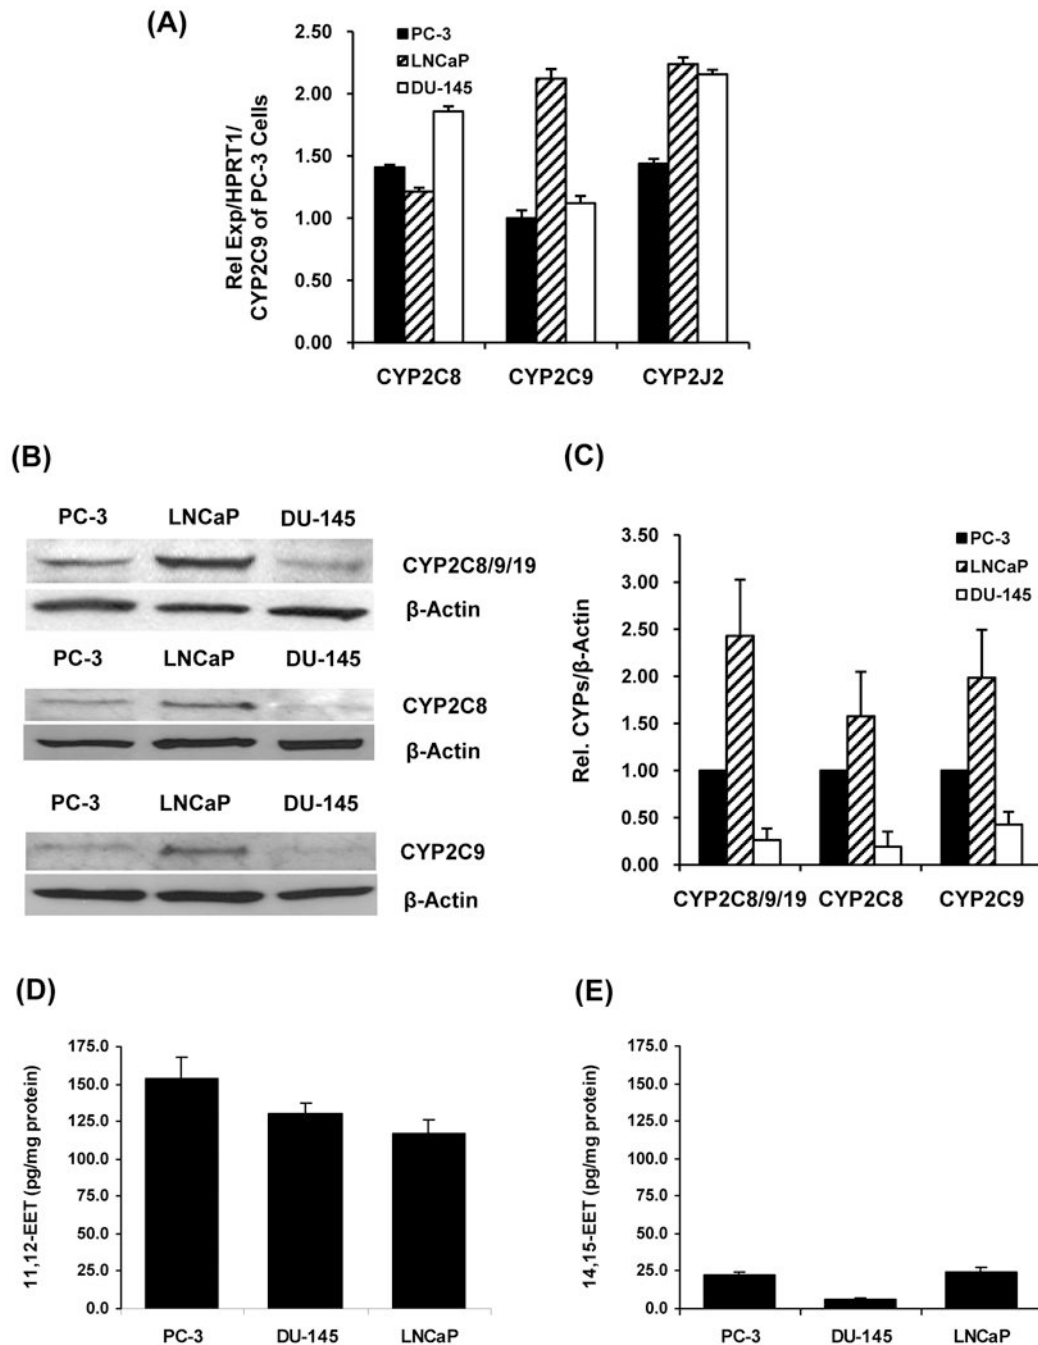 (A)
Rel Exp/HPRT1/
CYP2C9 of PC-3 Cells
2.50
2.00
1.50
1.00
0.50
0.00
PC-3
LNCaP
DU-145
CYP2C8 CYP2C9 CYP2J2
(B)
PC-3 LNCaP DU-145
CYP2C8/9/19
β-Actin
PC-3 LNCaP DU-145
CYP2C8
β-Actin
PC-3 LNCaP DU-145
CYP2C9
β-Actin
(C)
Rel. CYPs/β-Actin
3.50
3.00
2.50
2.00
1.50
1.00
0.50
0.00
PC-3
LNCaP
DU-145
CYP2C8/9/19 CYP2C8 CYP2C9
(D)
11,12-EET (pg/mg protein)
175.0
150.0
125.0
100.0
75.0
50.0
25.0
0.0
PC-3 DU-145 LNCaP
(E)
14,15-EET (pg/mg protein)
175.0
150.0
125.0
100.0
75.0
50.0
25.0
0.0
PC-3 DU-145 LNCaP